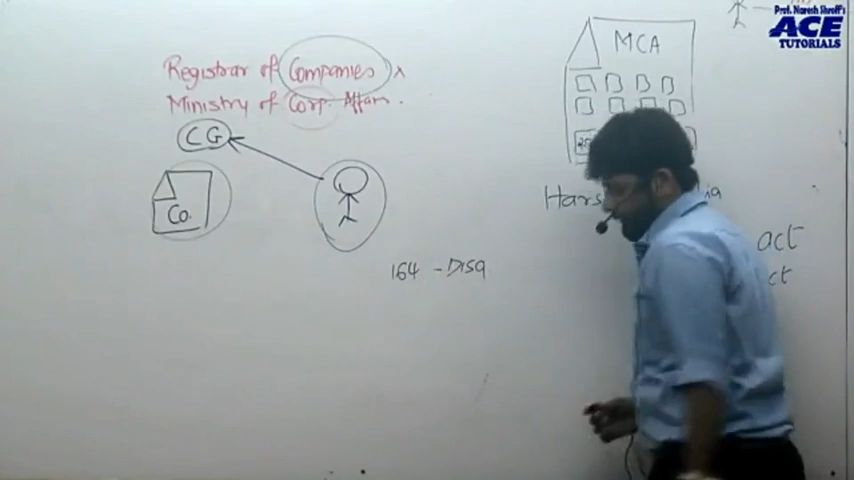 Prof. Naresh Shroff's
ACE
TUTORIALS
Registrar of Companies x
Ministry of Corp. Affairs.
MCA
CG
Co.
164 - Disq
act
ct